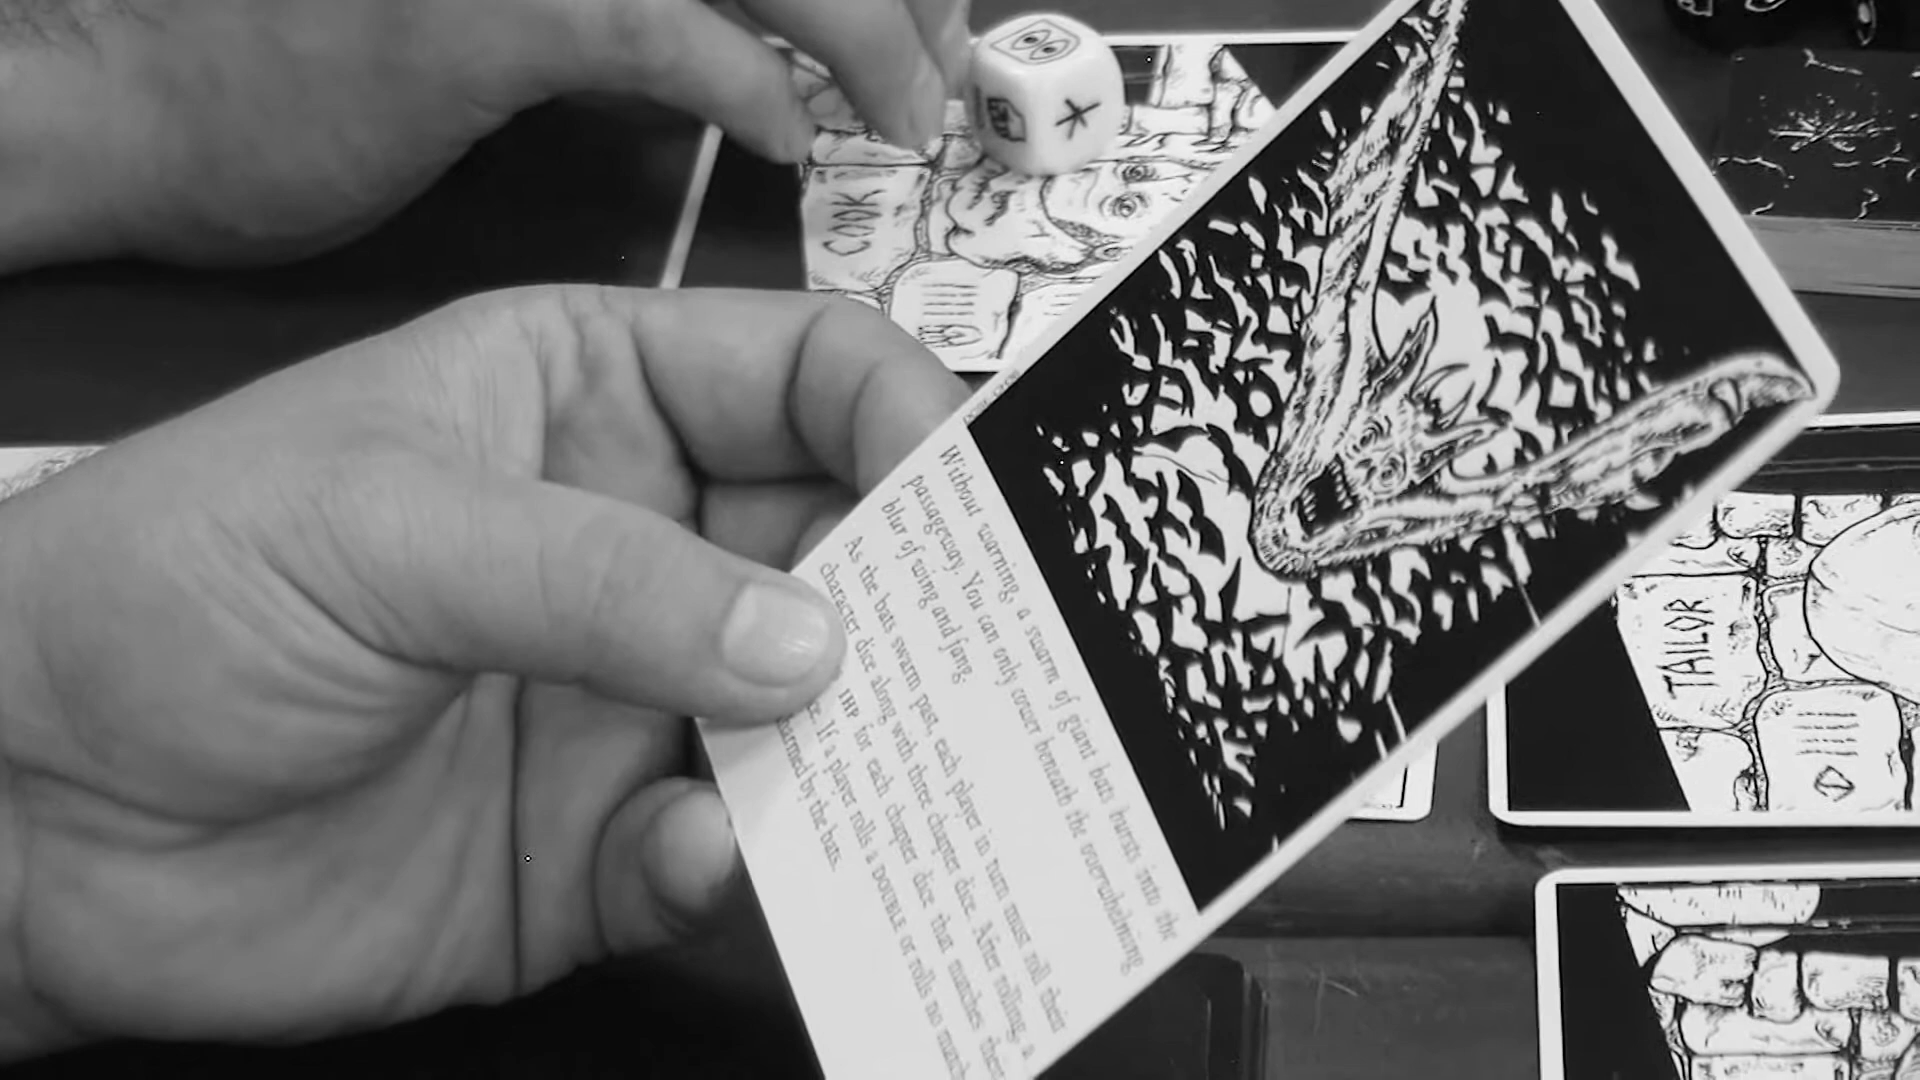 COOK
TAILOR
Without warning, a swarm of giant bats bursts into the
passageway. You can only cower beneath the overwhelming
blur of wing and fang.
As the bats swarm past, each player in turn must roll their
character dice along with three chapter dice. After rolling, a
1HP for each chapter dice that matches their
If a player rolls a DOUBLE or rolls no match
by the bats.